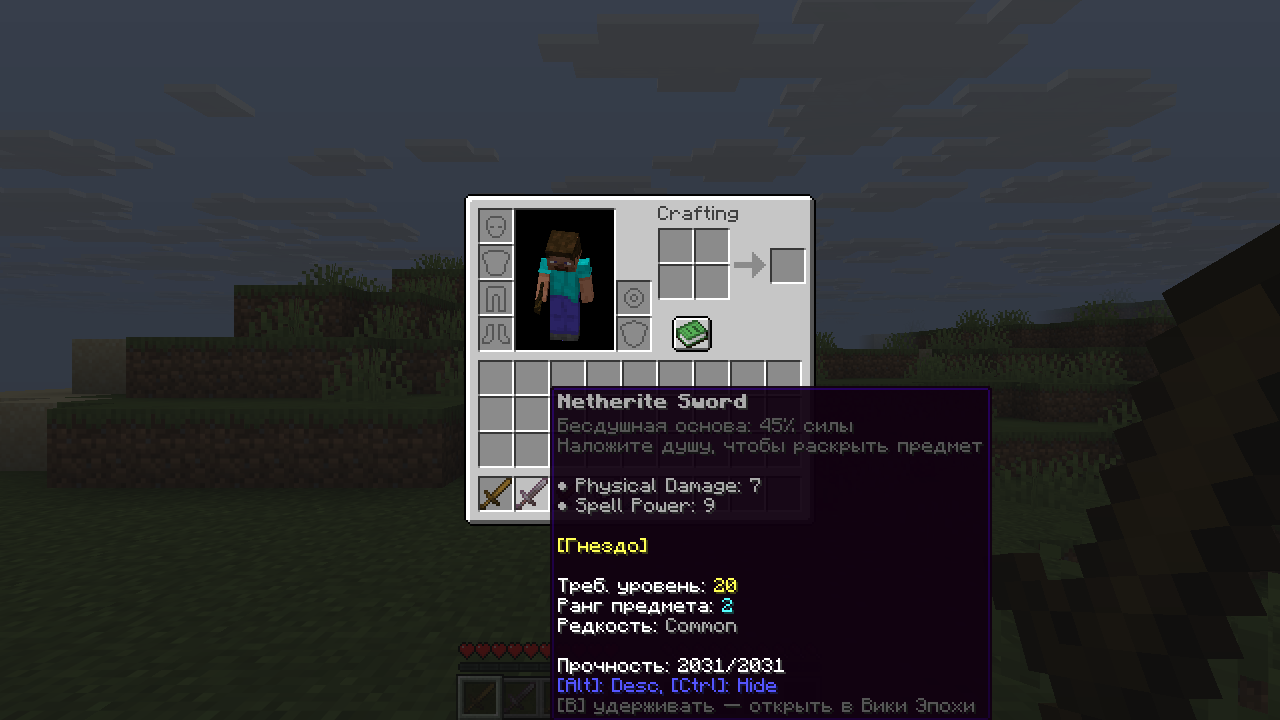 Crafting
Netherite Sword
Бесдушная основа: 45% силы
Наложите душу, чтобы раскрыть предмет
• Physical Damage: 7
• Spell Power: 9
[Гнездо]
Треб. уровень: 20
Ранг предмета: 2
Редкость: Common
Прочность: 2031/2031
[Alt]: Desc, [Ctrl]: Hide
[B] удерживать — открыть в Вики Эпохи